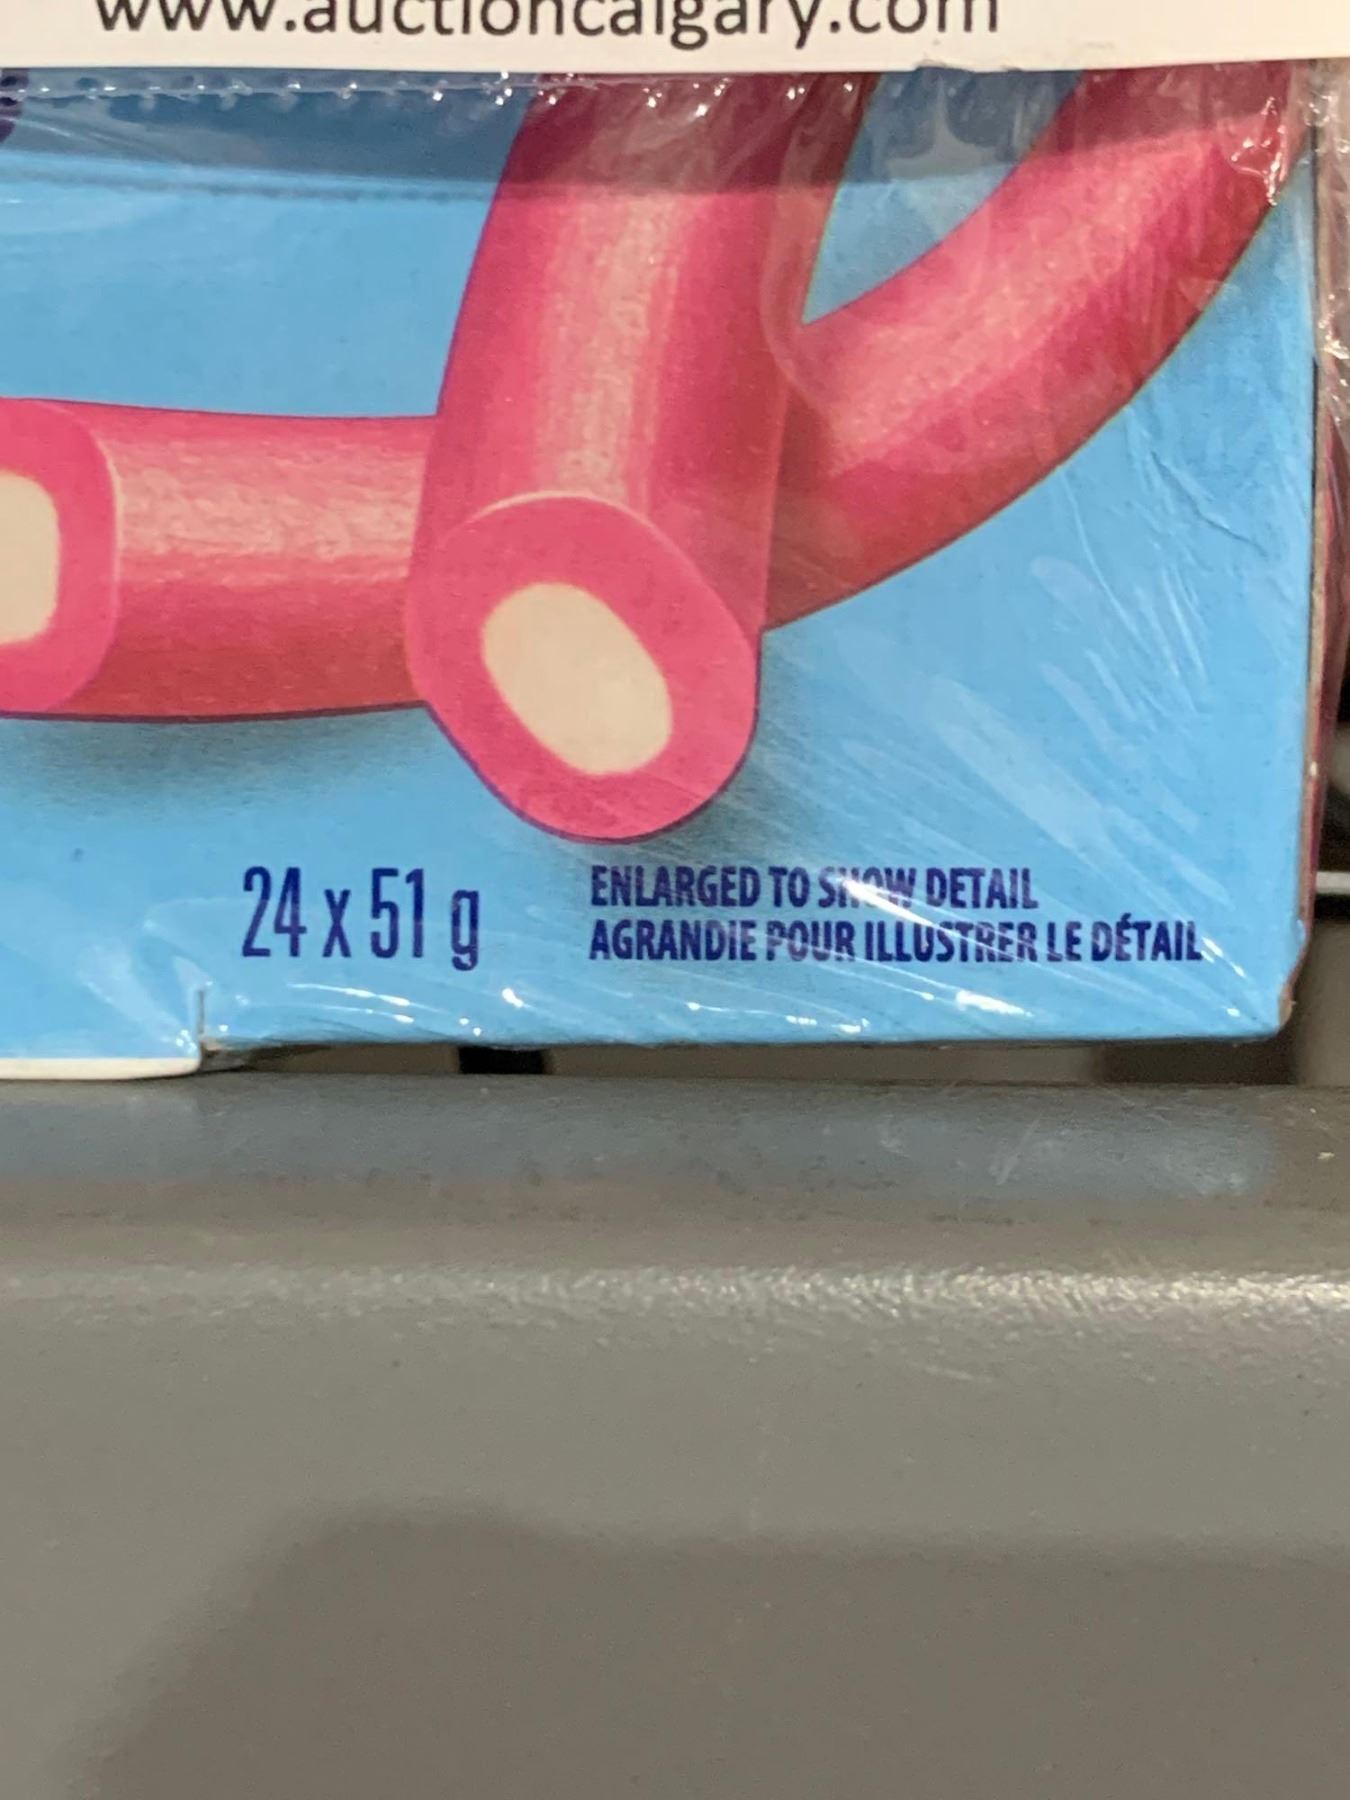 www.auctioncalgary.com
24 x 51 g
ENLARGED TO SHOW DETAIL
AGRANDIE POUR ILLUSTRER LE DÉTAIL